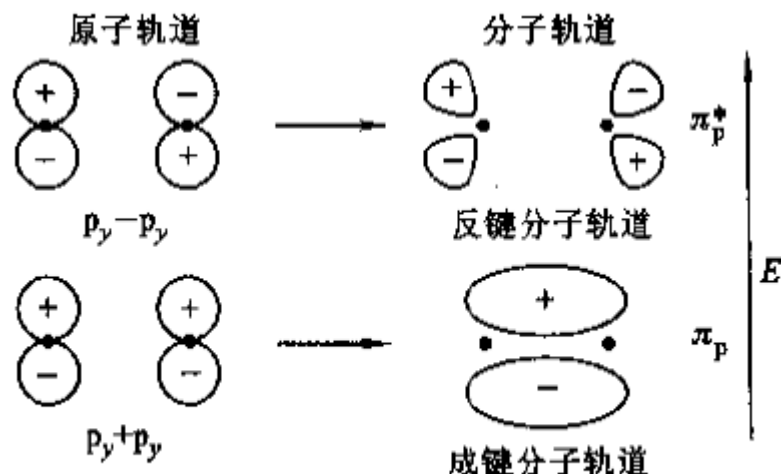 原子轨道 分子轨道
+ − + −
− + − +
π*p
py−py 反键分子轨道
E
+ + +
πp
− − −
py+py 成键分子轨道